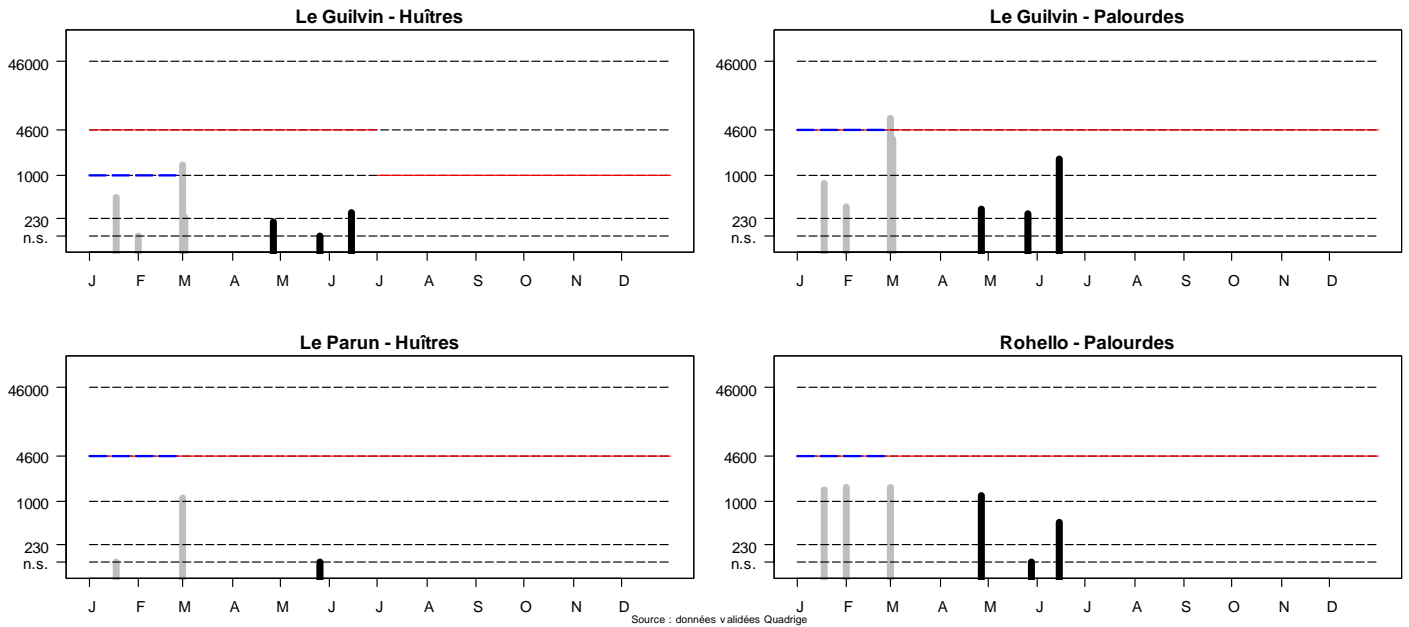 Le Guilvin - Huîtres
46000
4600
1000
230
n.s.
J F M A M J J A S O N D
Le Guilvin - Palourdes
46000
4600
1000
230
n.s.
J F M A M J J A S O N D
Le Parun - Huîtres
46000
4600
1000
230
n.s.
J F M A M J J A S O N D
Rohello - Palourdes
46000
4600
1000
230
n.s.
J F M A M J J A S O N D
Source : données validées Quadrige